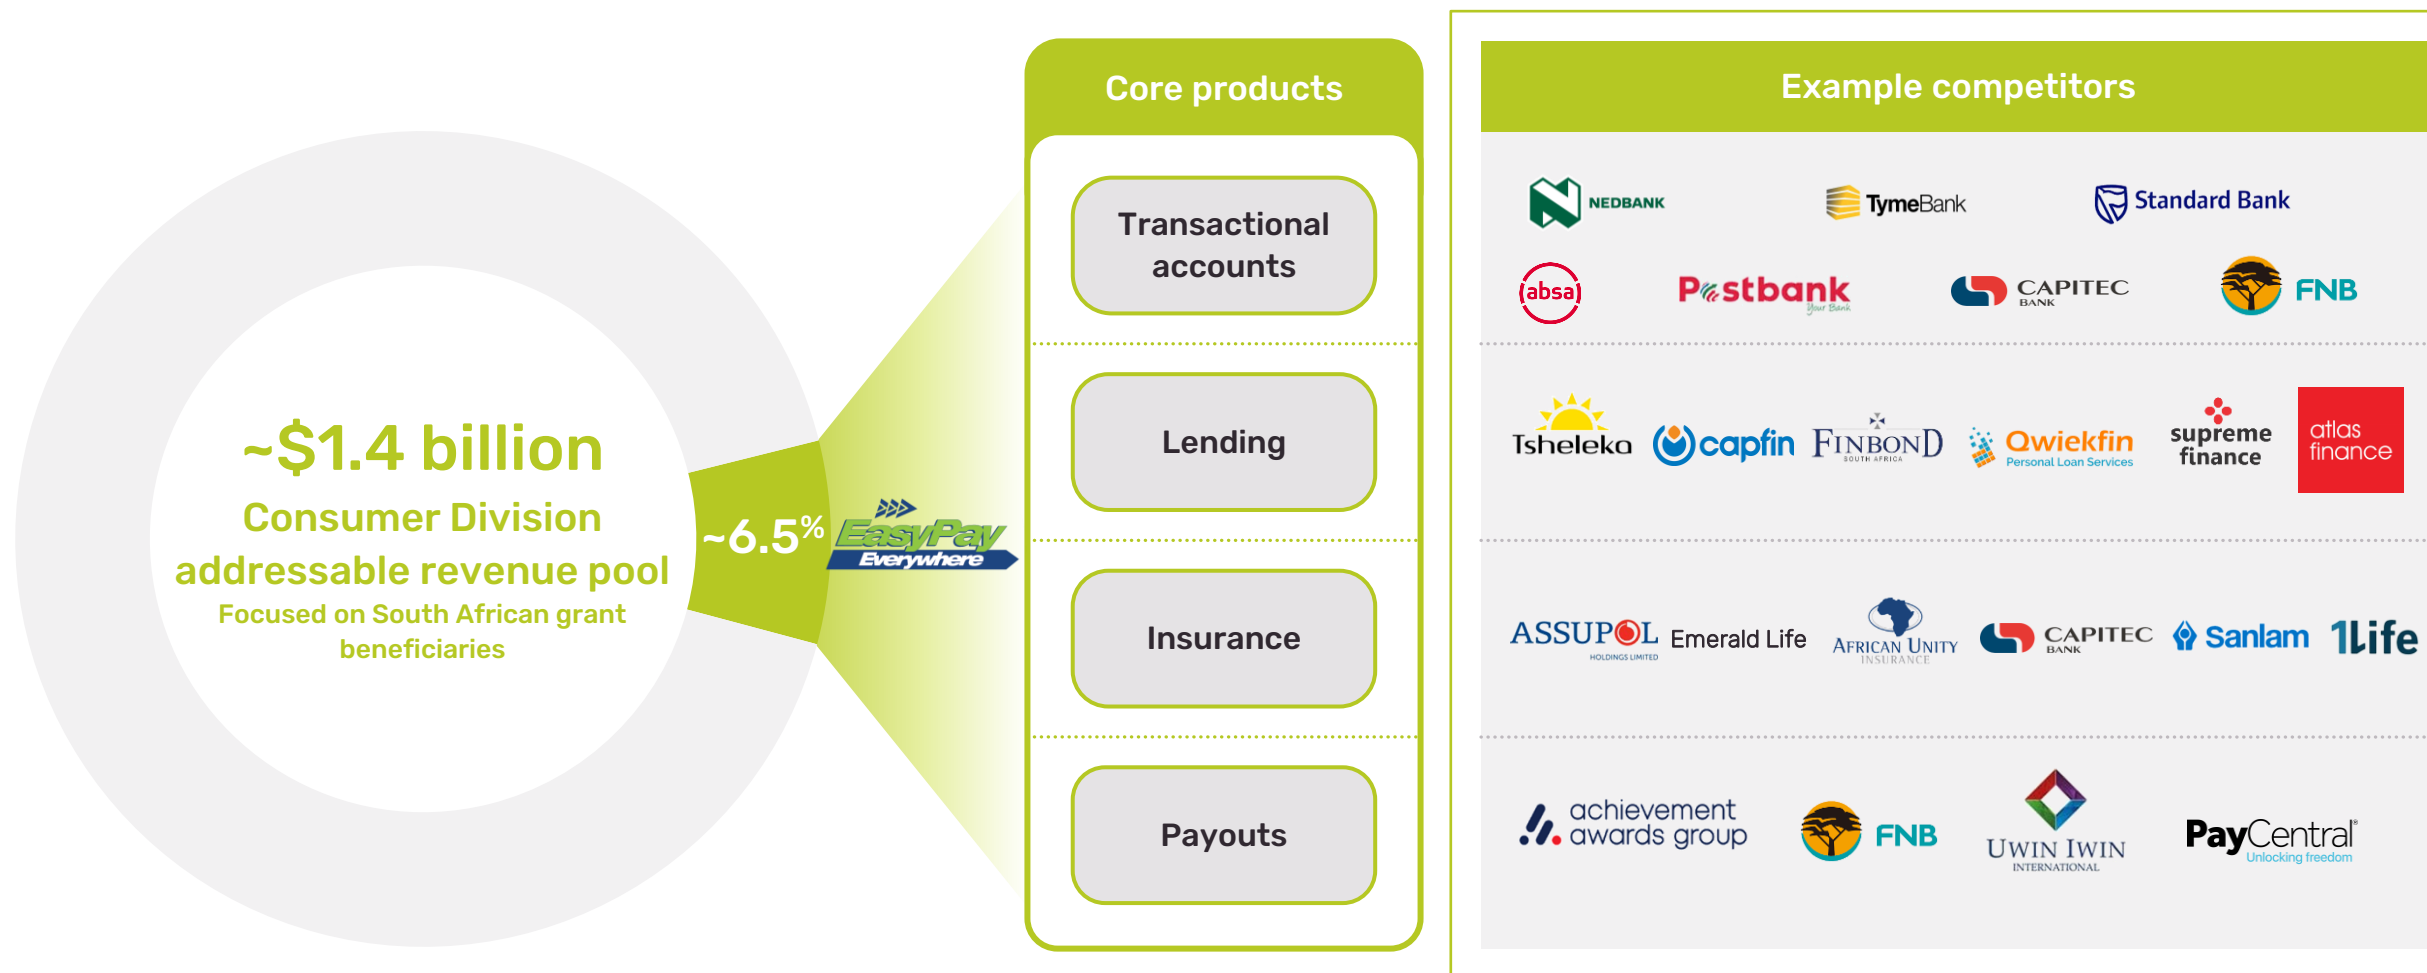 ~$1.4 billion
Consumer Division
addressable revenue pool
Focused on South African grant
beneficiaries
~6.5%
EasyPay
Everywhere
Core products
Transactional
accounts
Lending
Insurance
Payouts
Example competitors
NEDBANK
TymeBank
Standard Bank
absa
Postbank
Your Bank
CAPITEC
BANK
FNB
Tsheleka
capfin
FINBOND
SOUTH AFRICA
Qwiekfin
Personal Loan Services
supreme
finance
atlas
finance
ASSUPOL
HOLDINGS LIMITED
Emerald Life
AFRICAN UNITY
INSURANCE
CAPITEC
BANK
Sanlam
1Life
achievement
awards group
FNB
UWIN IWIN
INTERNATIONAL
PayCentral®
Unlocking freedom